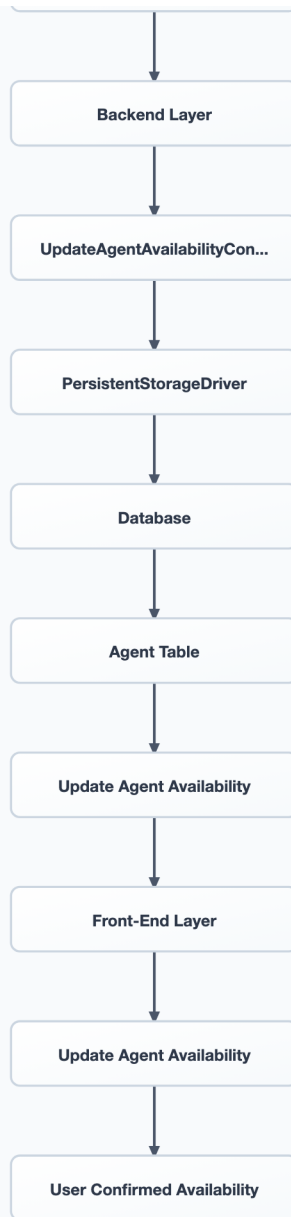 Backend Layer
UpdateAgentAvailabilityCon...
PersistentStorageDriver
Database
Agent Table
Update Agent Availability
Front-End Layer
Update Agent Availability
User Confirmed Availability